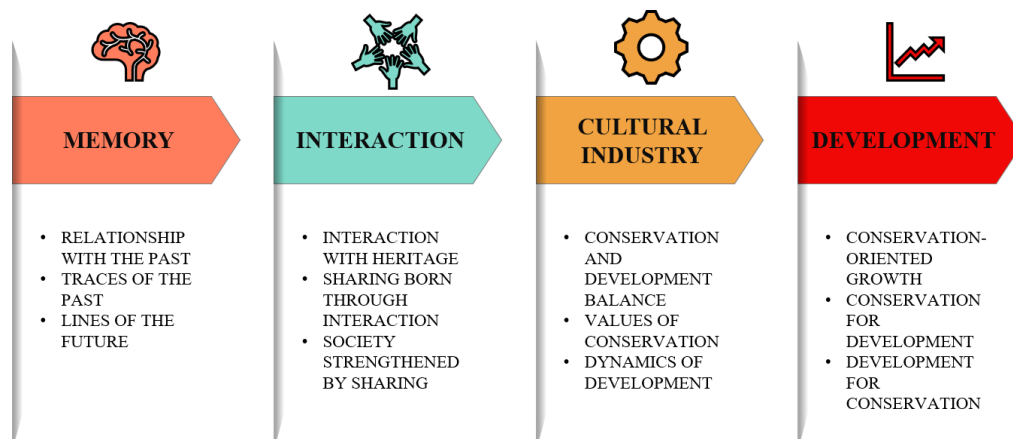 MEMORY
• RELATIONSHIP
WITH THE PAST
• TRACES OF THE
PAST
• LINES OF THE
FUTURE
INTERACTION
• INTERACTION
WITH HERITAGE
• SHARING BORN
THROUGH
INTERACTION
• SOCIETY
STRENGTHENED
BY SHARING
CULTURAL
INDUSTRY
• CONSERVATION
AND
DEVELOPMENT
BALANCE
• VALUES OF
CONSERVATION
• DYNAMICS OF
DEVELOPMENT
DEVELOPMENT
• CONSERVATION-
ORIENTED
GROWTH
• CONSERVATION
FOR
DEVELOPMENT
• DEVELOPMENT
FOR
CONSERVATION